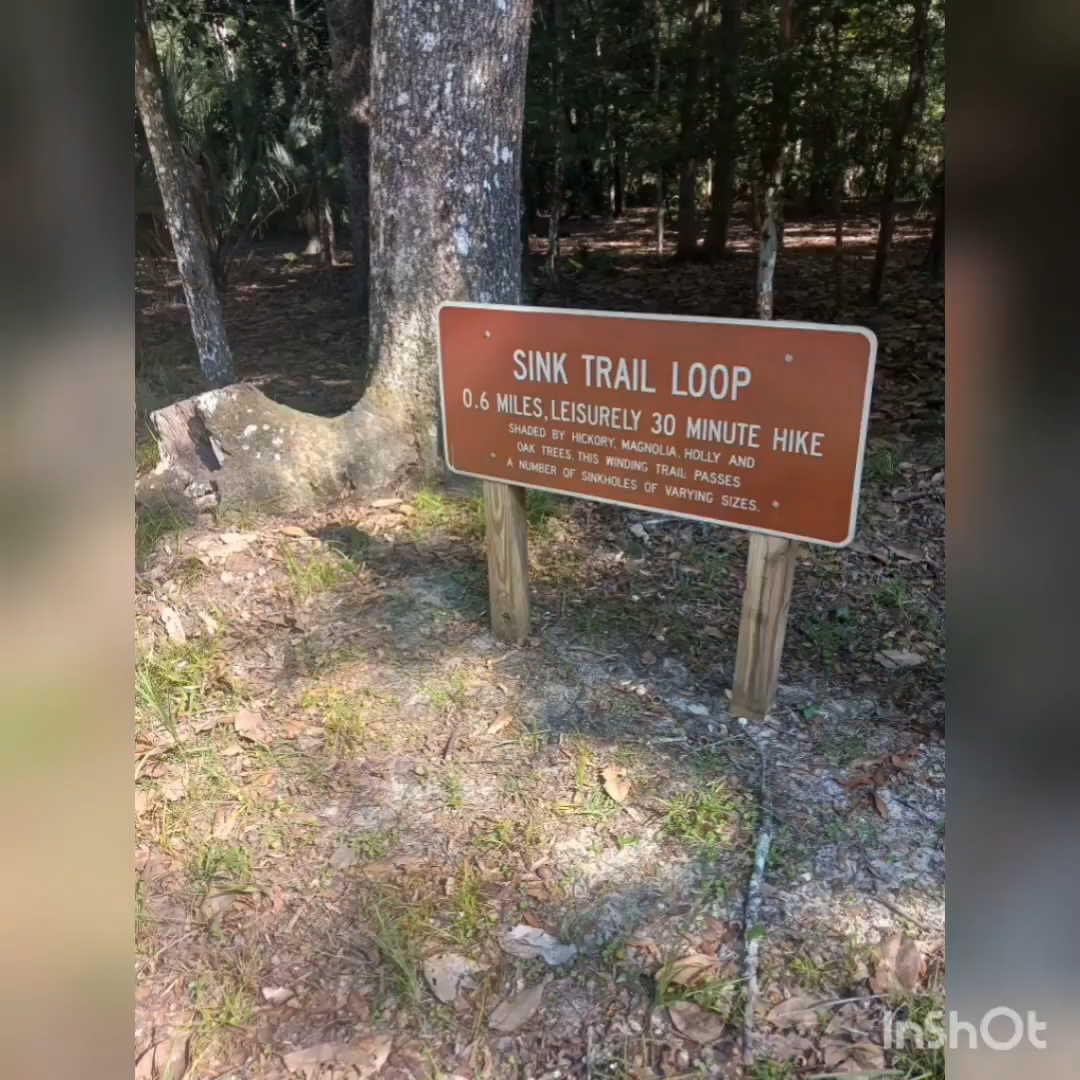 SINK TRAIL LOOP
0.6 MILES, LEISURELY 30 MINUTE HIKE
SHADED BY HICKORY, MAGNOLIA, HOLLY AND
OAK TREES, THIS WINDING TRAIL PASSES
A NUMBER OF SINKHOLES OF VARYING SIZES.
InShOt